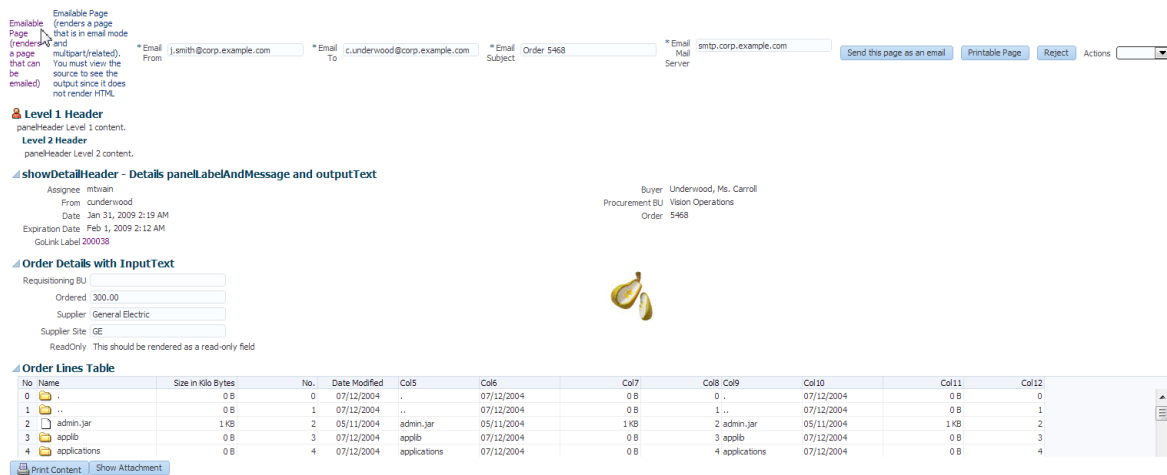 Emailable
Page
(renders
a page
that can
be
emailed)
Emailable Page
(renders a page
that is in email mode
and
multipart/related).
You must view the
source to see the
output since it does
not render HTML
* Email From j.smith@corp.example.com
* Email To c.underwood@corp.example.com
* Email Subject Order 5468
* Email Mail Server smtp.corp.example.com
Send this page as an email
Printable Page
Reject
Actions
Level 1 Header
panelHeader Level 1 content.
Level 2 Header
panelHeader Level 2 content.
showDetailHeader - Details panelLabelAndMessage and outputText
Assignee mtwain
From cunderwood
Date Jan 31, 2009 2:19 AM
Expiration Date Feb 1, 2009 2:12 AM
GoLink Label 200038
Buyer Underwood, Ms. Carroll
Procurement BU Vision Operations
Order 5468
Order Details with InputText
Requisitioning BU
Ordered 300.00
Supplier General Electric
Supplier Site GE
ReadOnly This should be rendered as a read-only field
Order Lines Table
No Name Size in Kilo Bytes No. Date Modified Col5 Col6 Col7 Col8 Col9 Col10 Col11 Col12
0 . 0 B 0 07/12/2004 . 07/12/2004 0 B 0 . 07/12/2004 0 B 0
1 .. 0 B 1 07/12/2004 .. 07/12/2004 0 B 1 .. 07/12/2004 0 B 1
2 admin.jar 1 KB 2 05/11/2004 admin.jar 05/11/2004 1 KB 2 admin.jar 05/11/2004 1 KB 2
3 applib 0 B 3 07/12/2004 applib 07/12/2004 0 B 3 applib 07/12/2004 0 B 3
4 applications 0 B 4 07/12/2004 applications 07/12/2004 0 B 4 applications 07/12/2004 0 B 4
Print Content Show Attachment